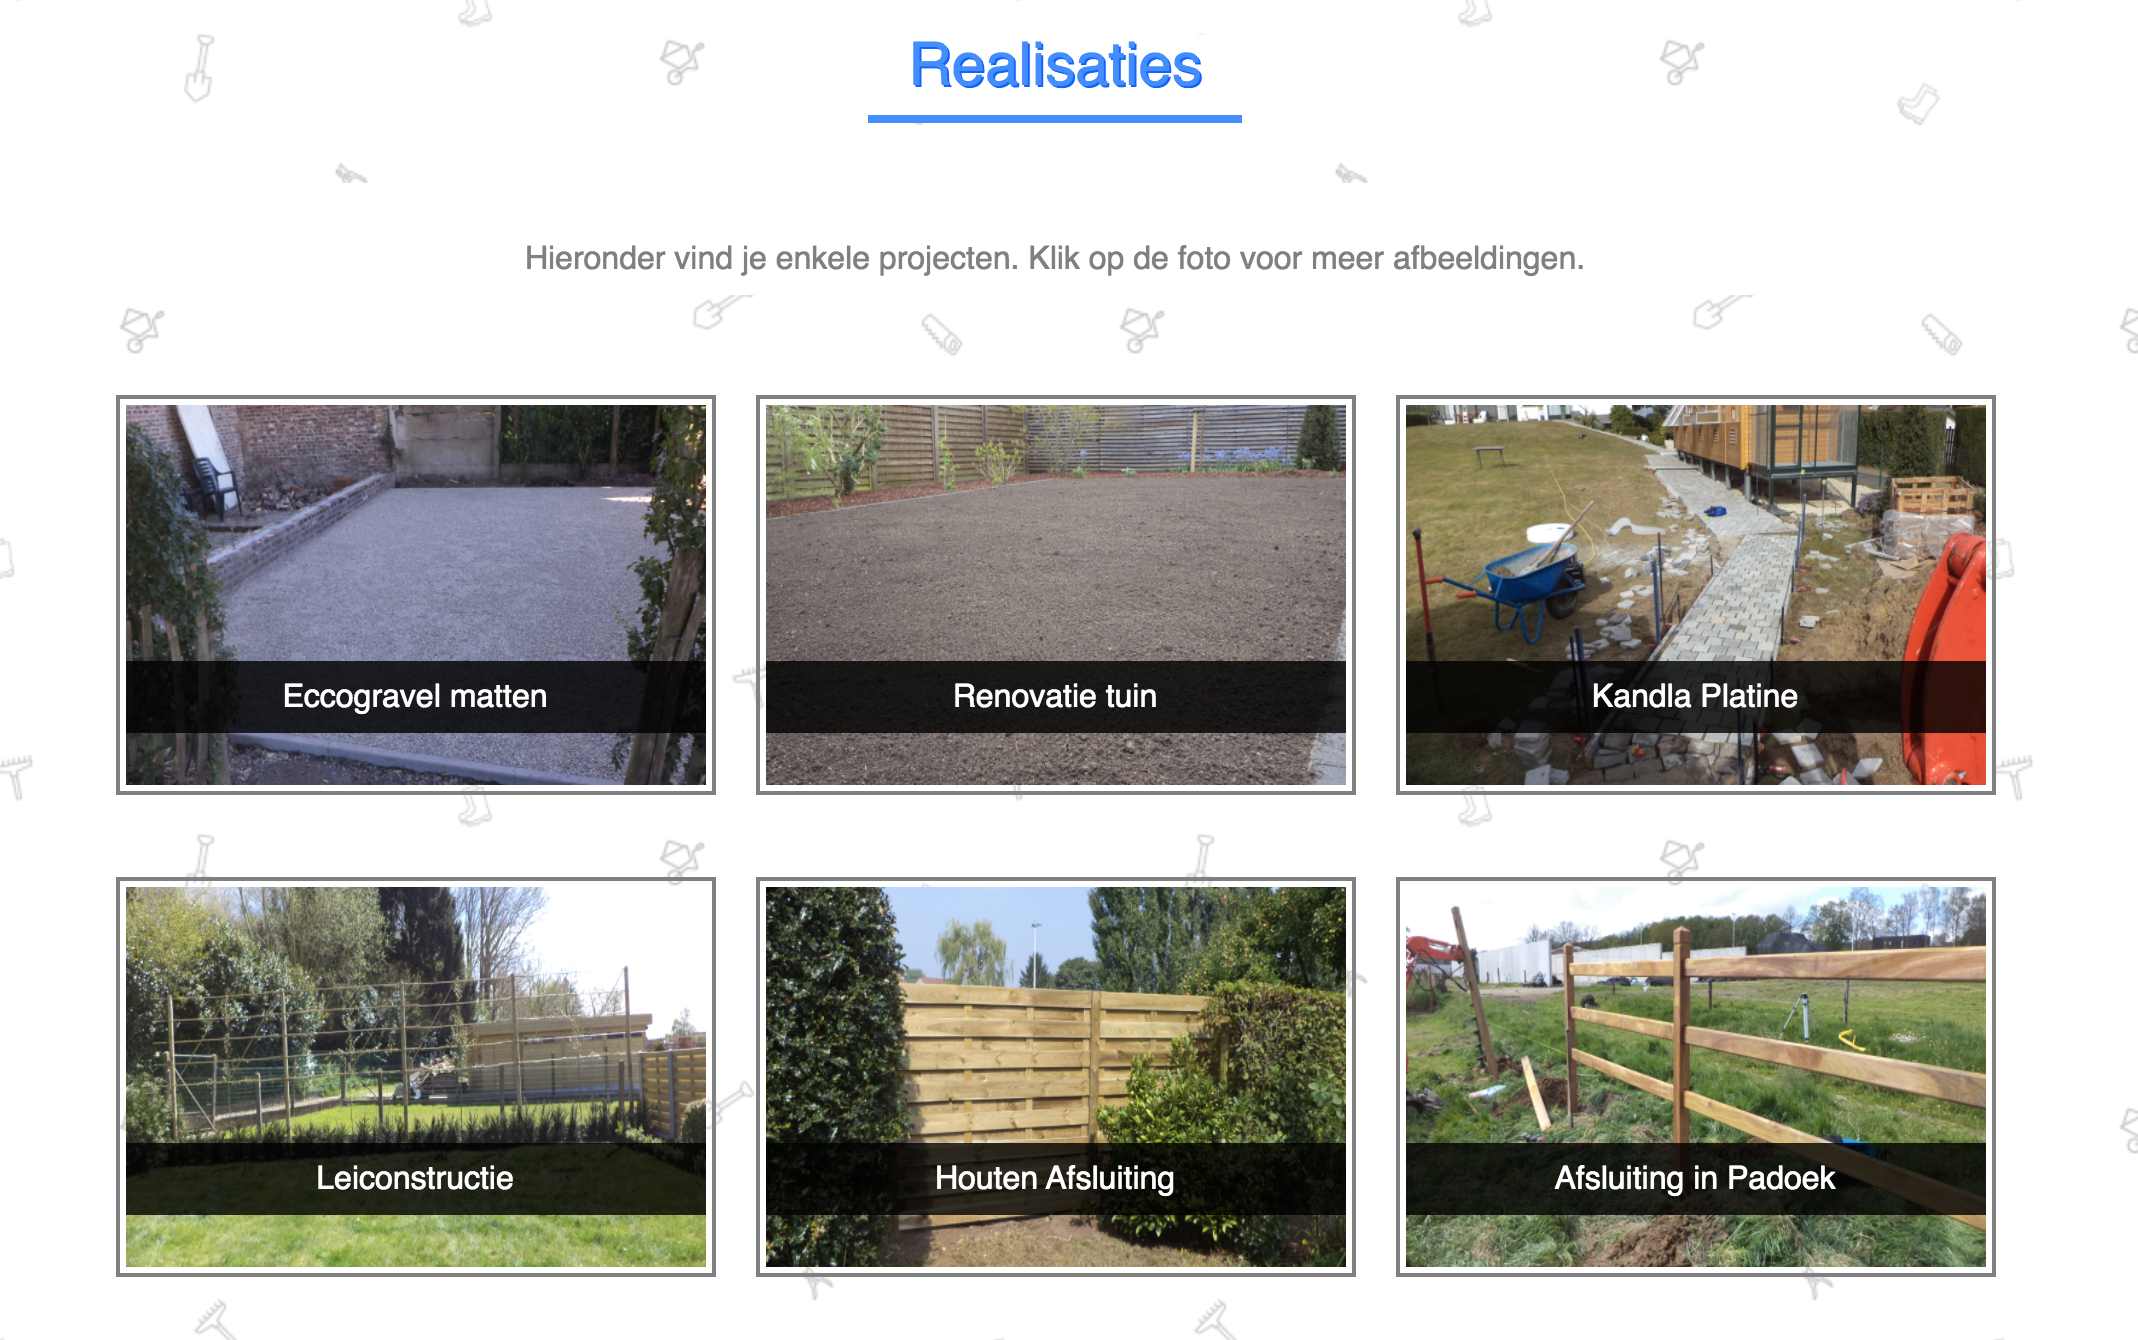 Realisaties
Hieronder vind je enkele projecten. Klik op de foto voor meer afbeeldingen.
Eccogravel matten
Renovatie tuin
Kandla Platine
Leiconstructie
Houten Afsluiting
Afsluiting in Padoek